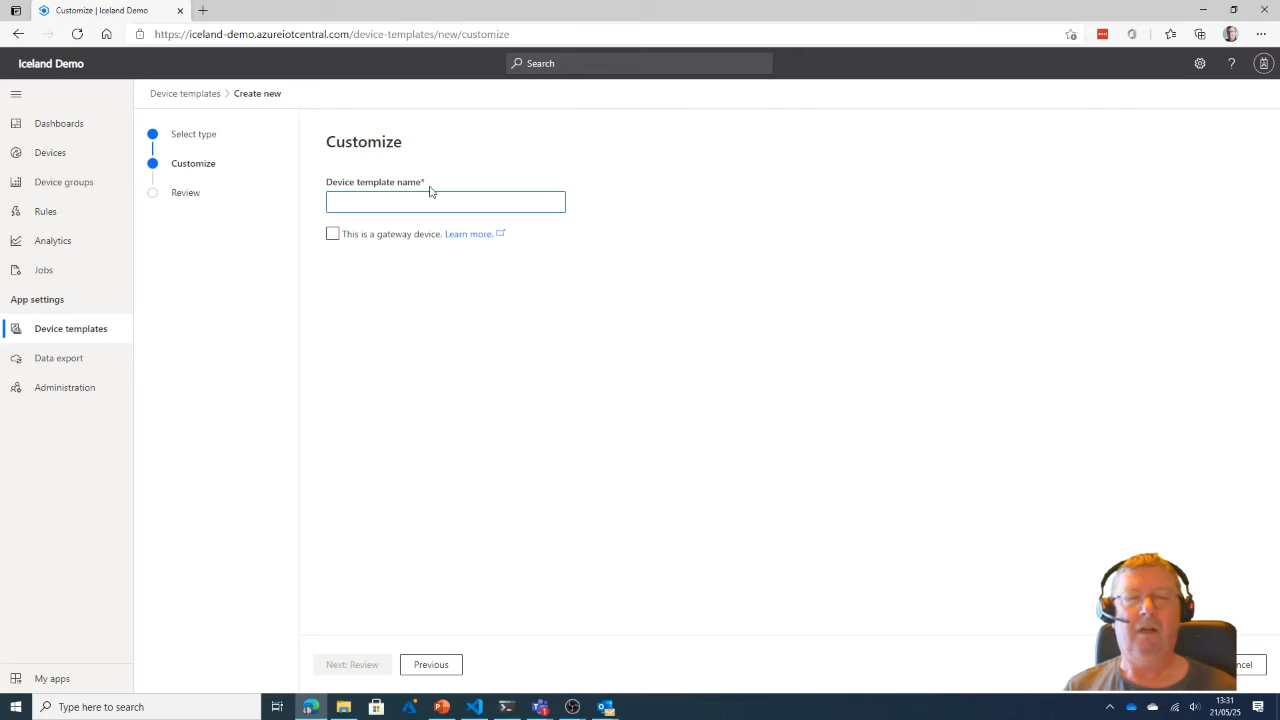 Customize | Iceland Demo
https://iceland-demo.azureiotcentral.com/device-templates/new/customize
Iceland Demo
Search
?
Device templates > Create new
Dashboards
Devices
Device groups
Rules
Analytics
Jobs
App settings
Device templates
Data export
Administration
My apps
Select type
Customize
Review
Customize
Device template name*
This is a gateway device. Learn more.
Next: Review
Previous
ncel
Type here to search
13:31
21/05/25